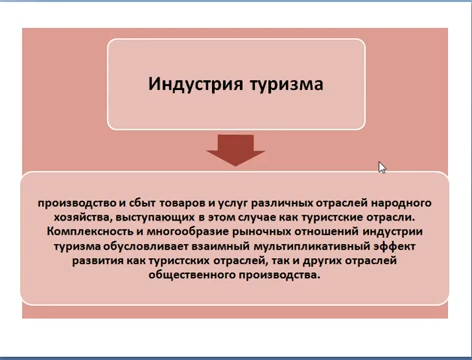 Индустрия туризма
производство и сбыт товаров и услуг различных отраслей народного
хозяйства, выступающих в этом случае как туристские отрасли.
Комплексность и многообразие рыночных отношений индустрии
туризма обусловливает взаимный мультипликативный эффект
развития как туристских отраслей, так и других отраслей
общественного производства.